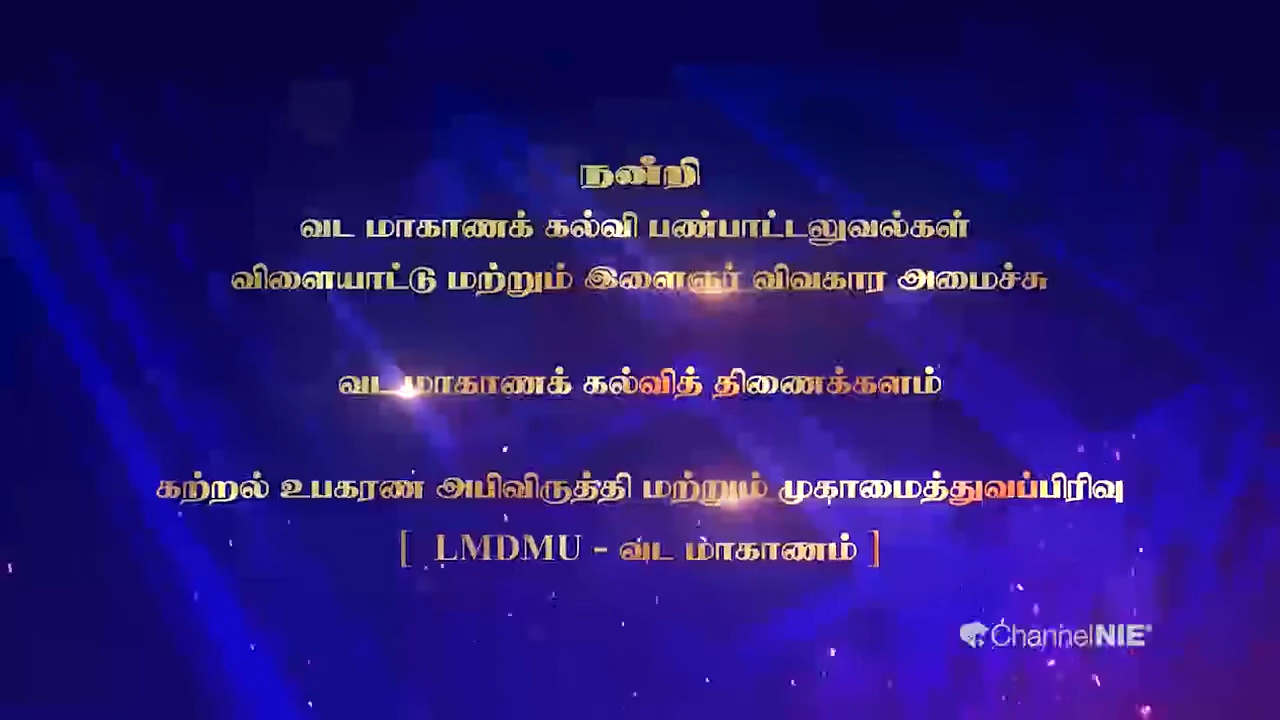 நன்றி
வட மாகாணக் கல்வி பண்பாட்டலுவல்கள்
விளையாட்டு மற்றும் இளைஞர் விவகார அமைச்சு
வட மாகாணக் கல்வித் திணைக்களம்
கற்றல் உபகரண அபிவிருத்தி மற்றும் முகாமைத்துவப்பிரிவு
[ LMDMU - வட மாகாணம் ]
ChannelNIE